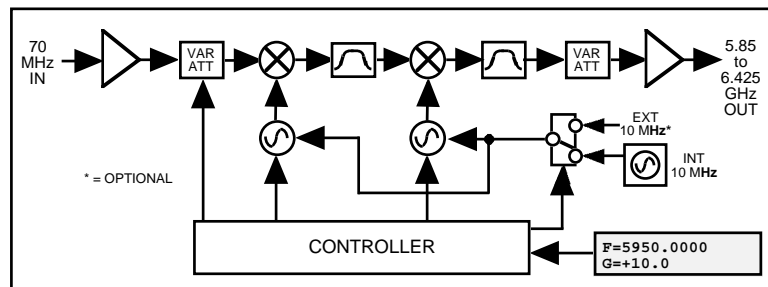 70
MHz
IN
VAR
ATT
VAR
ATT
5.85
to
6.425
GHz
OUT
EXT
10 MHz*
INT
10 MHz
* = OPTIONAL
CONTROLLER
F=5950.0000
G=+10.0